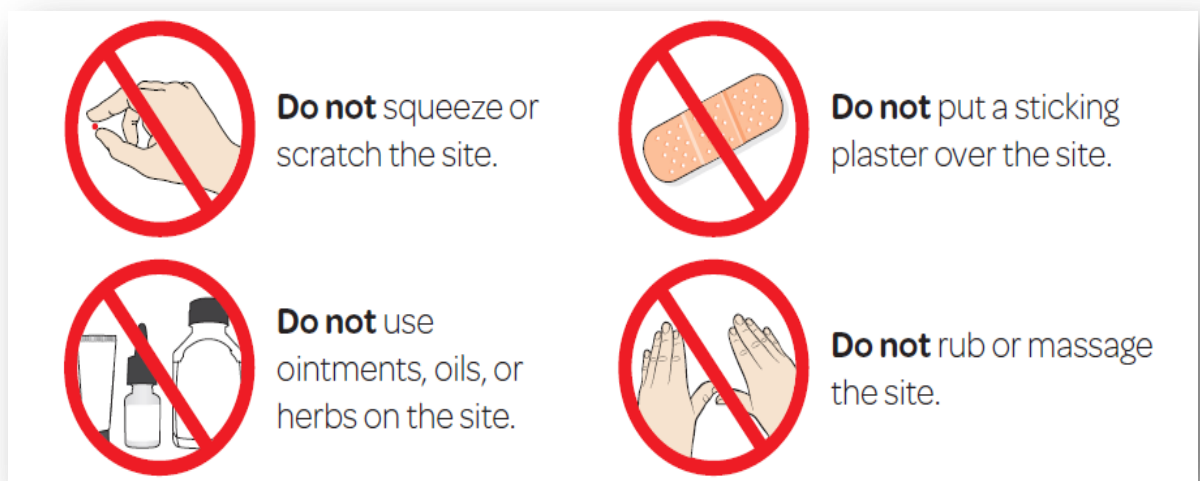 Do not squeeze or
scratch the site.
Do not put a sticking
plaster over the site.
Do not use
ointments, oils, or
herbs on the site.
Do not rub or massage
the site.